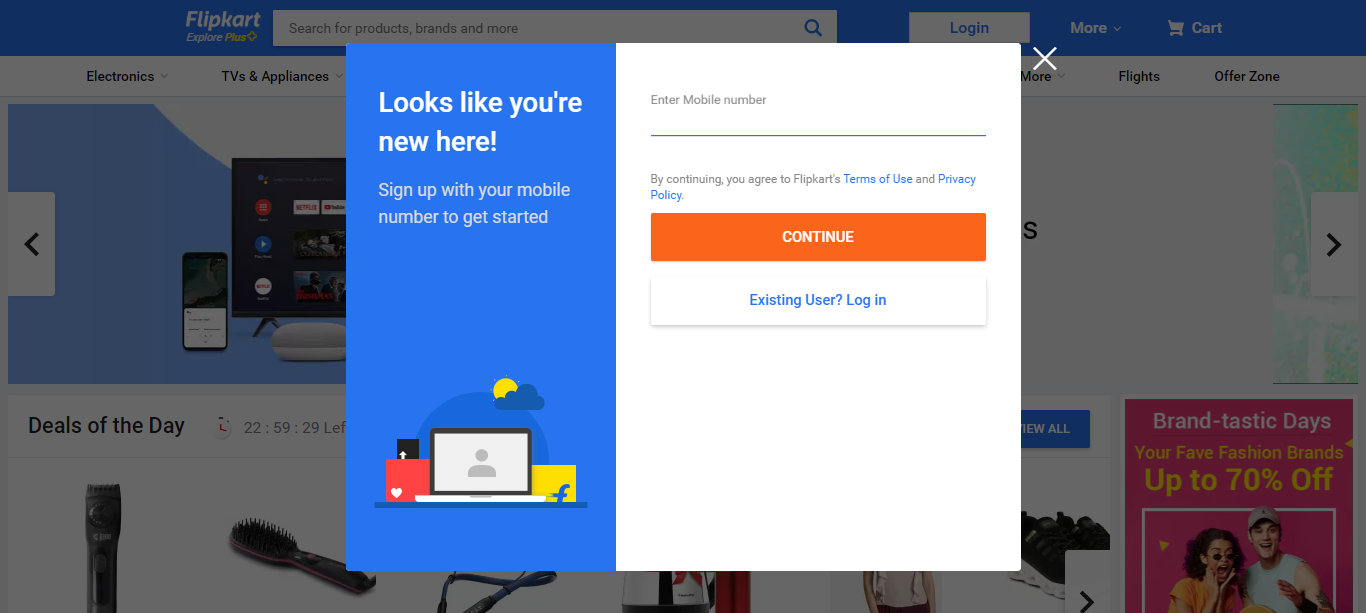 Flipkart
Explore Plus
Search for products, brands and more
Login
More
Cart
Electronics
TVs & Appliances
More
Flights
Offer Zone
Looks like you're
new here!
Sign up with your mobile
number to get started
Enter Mobile number
By continuing, you agree to Flipkart's Terms of Use and Privacy
Policy.
CONTINUE
Existing User? Log in
NETFLIX
YouTube
s
Deals of the Day
22 : 59 : 29 Lef
VIEW ALL
Brand-tastic Days
Your Fave Fashion Brands
Up to 70% Off